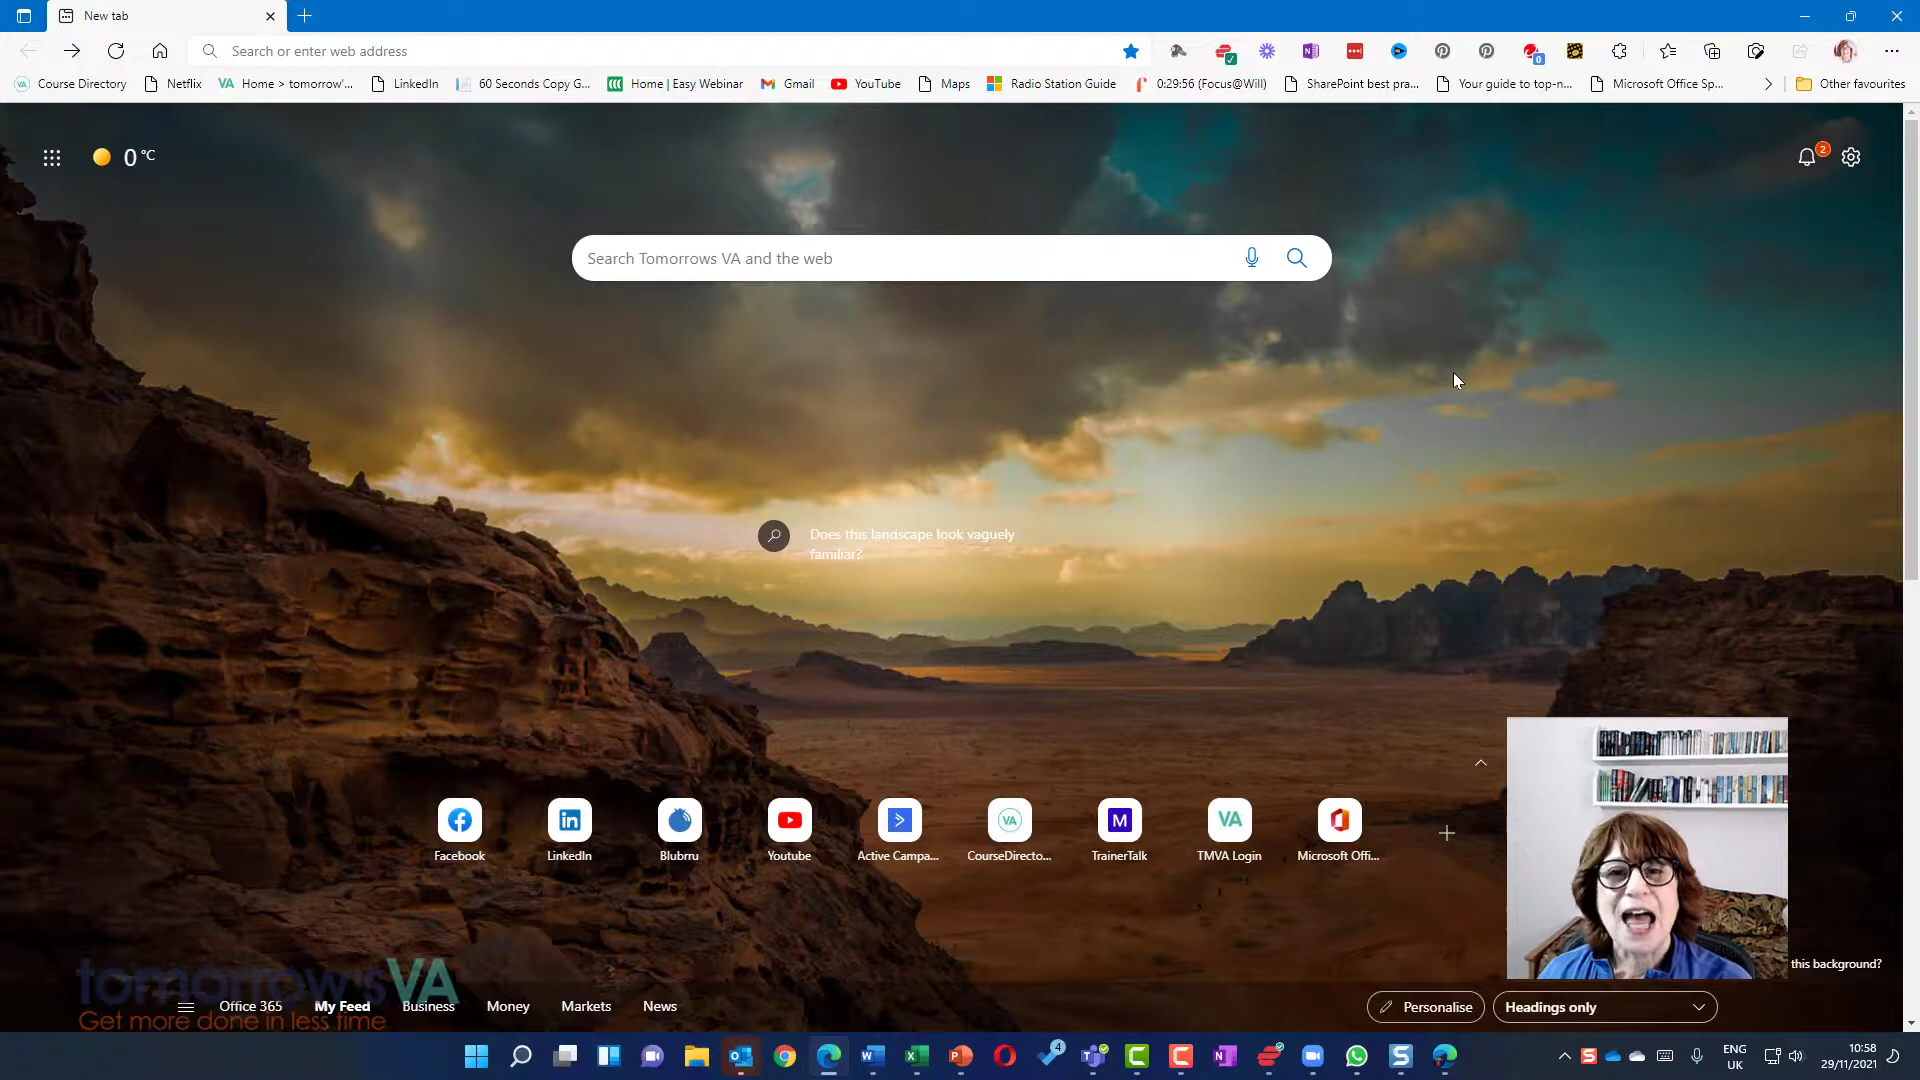 New tab
Search or enter web address
Course Directory
Netflix
VA Home > tomorrow'...
LinkedIn
60 Seconds Copy G...
Home | Easy Webinar
Gmail
YouTube
Maps
Radio Station Guide
0:29:56 (Focus@Will)
SharePoint best pra...
Your guide to top-n...
Microsoft Office Sp...
Other favourites
0 °C
2
Search Tomorrows VA and the web
Does this landscape look vaguely
familiar?
Facebook
LinkedIn
Blubrru
Youtube
Active Campa...
CourseDirecto...
TrainerTalk
TMVA Login
Microsoft Offi...
this background?
tomorrow'sVA
Get more done in less time
Office 365
My Feed
Business
Money
Markets
News
Personalise
Headings only
4
ENG
UK
10:58
29/11/2021